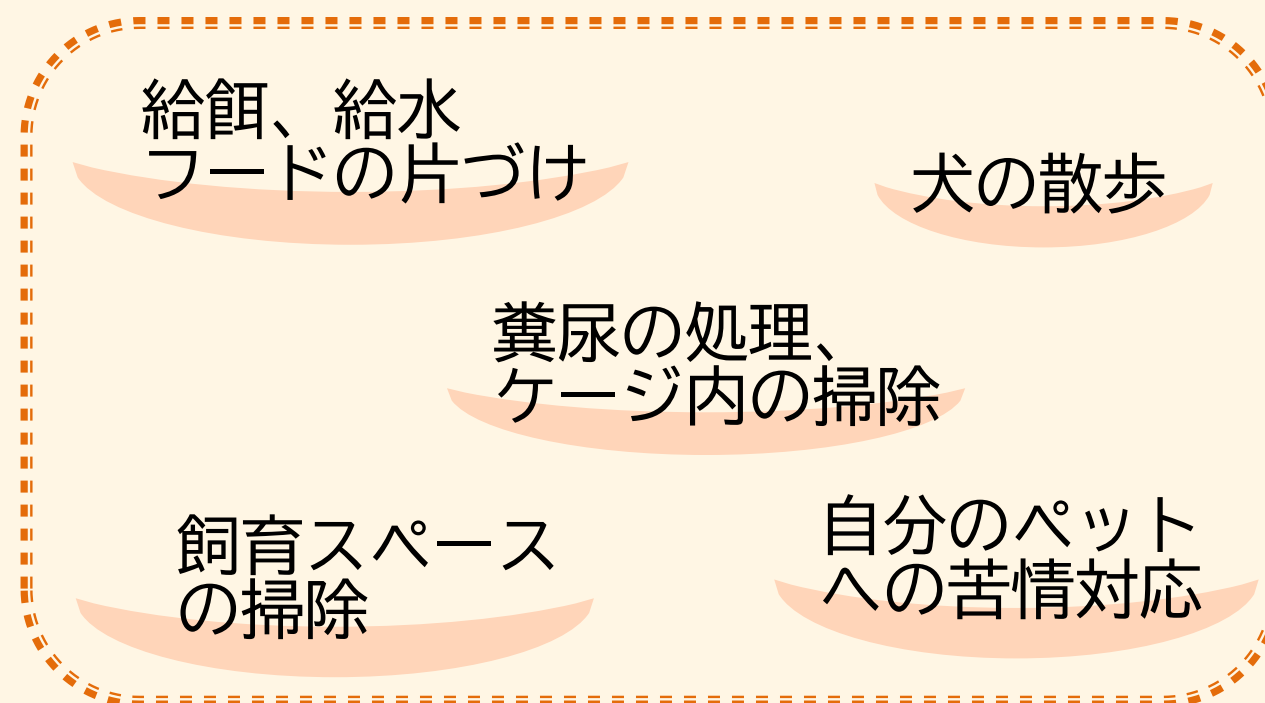 給餌、給水
フードの片づけ
犬の散歩
糞尿の処理、
ケージ内の掃除
飼育スペース
の掃除
自分のペット
への苦情対応